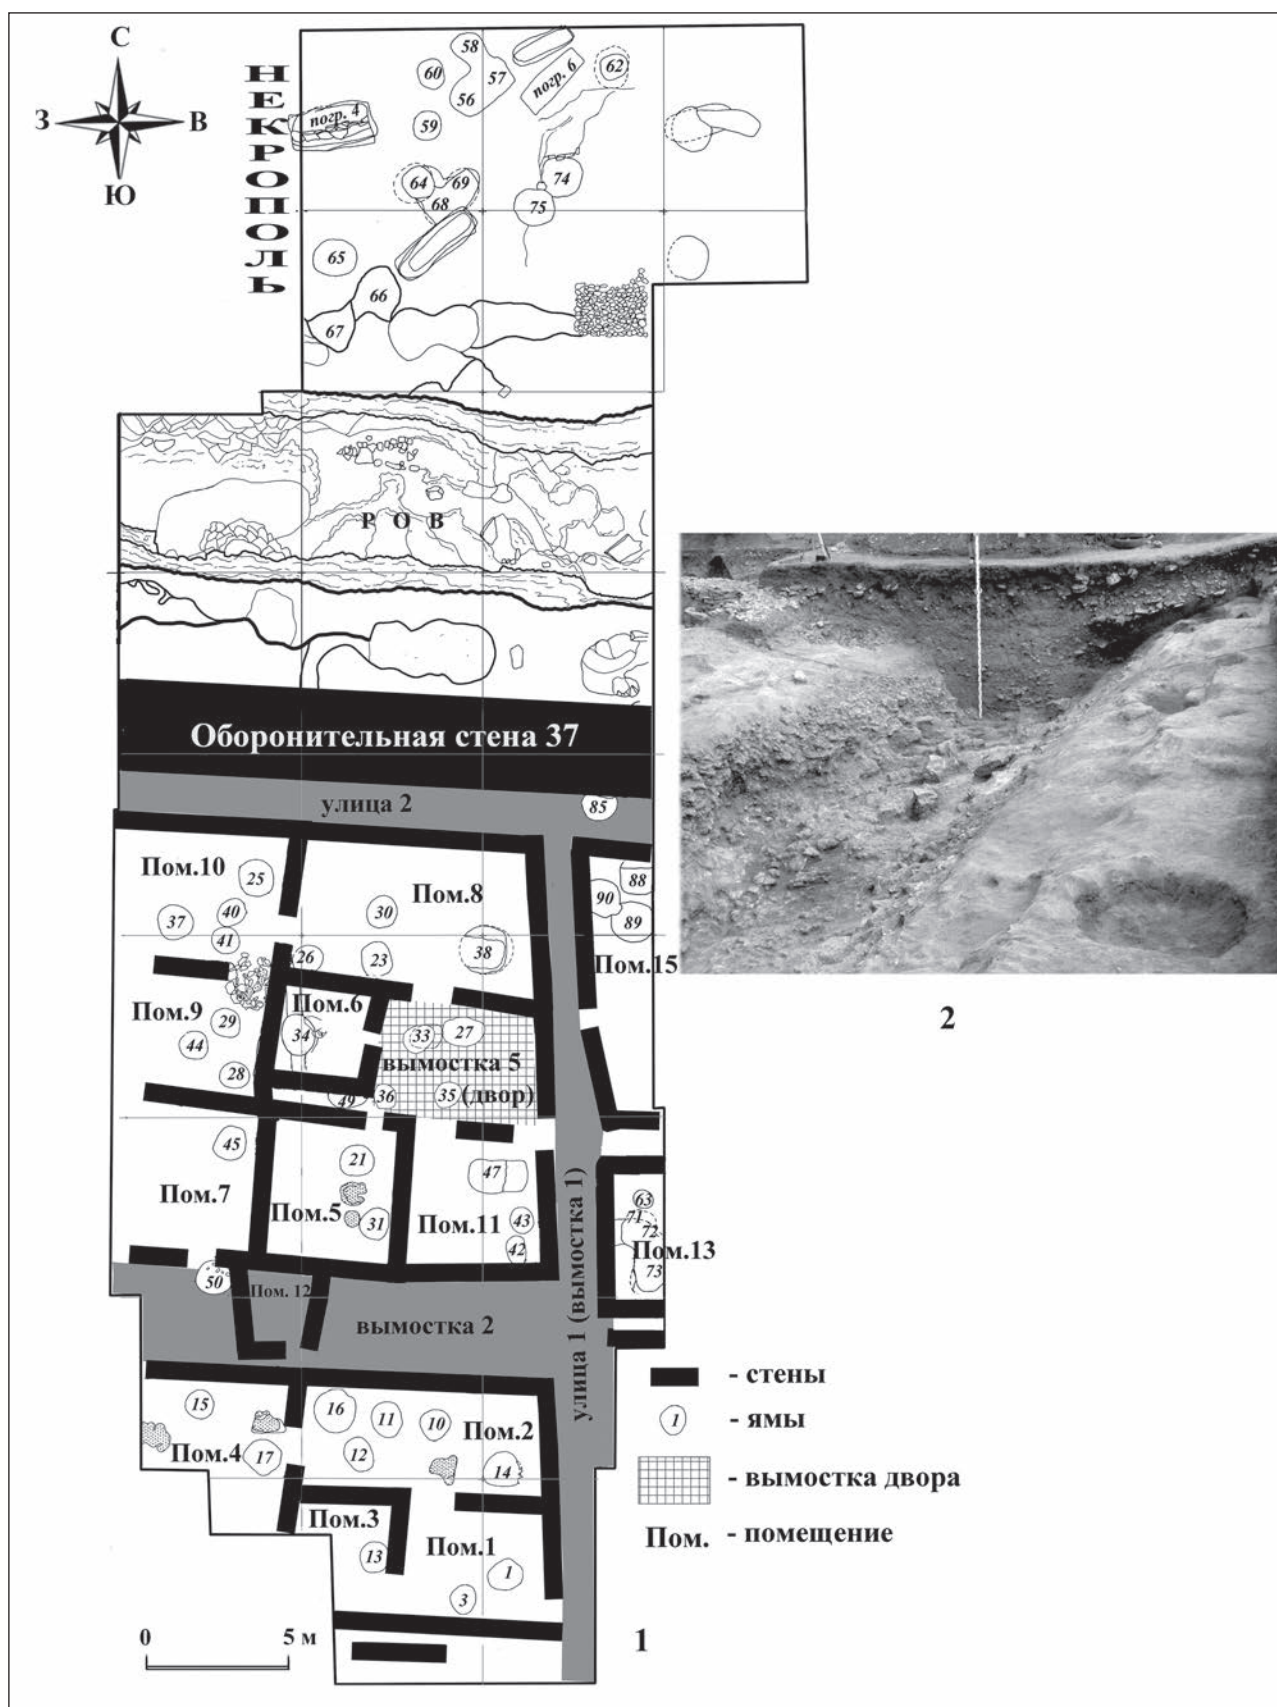 С
З
В
Ю
НЕКРОПОЛЬ
58
60
57
погр. 6
62
56
погр. 4
59
64
69
74
68
75
65
66
67
Р О В
Оборонительная стена 37
улица 2
85
Пом.10
25
Пом.8
88
90
37
40
30
89
41
38
26
23
Пом.15
Пом.6
Пом.9
29
34
33
27
44
вымостка 5
28
49
36
35
(двор)
45
21
47
Пом.7
63
Пом.5
31
Пом.11
43
71
72
42
Пом.13
73
50
Пом. 12
вымостка 2
улица 1 (вымостка 1)
15
16
11
10
Пом.2
Пом.4
17
12
14
Пом.3
13
Пом.1
1
3
- стены
1
- ямы
- вымостка двора
Пом.
- помещение
0
5 м
1
2